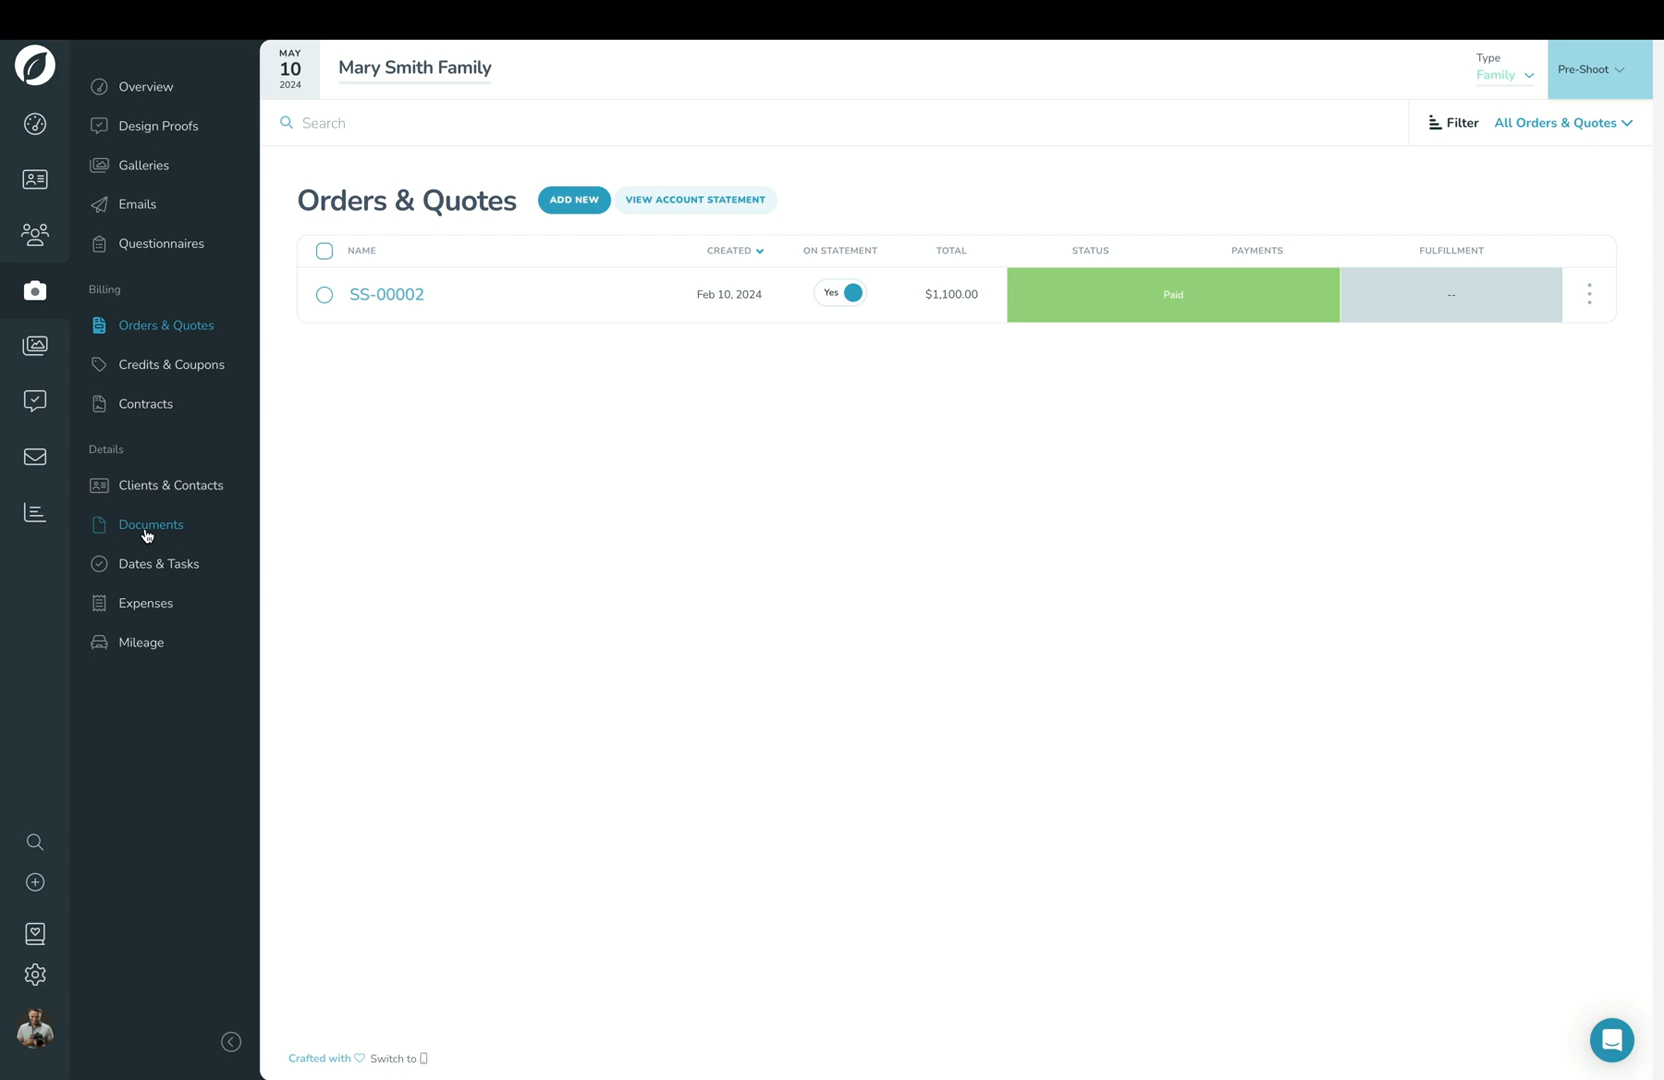 Overview
Design Proofs
Galleries
Emails
Questionnaires
Billing
Orders & Quotes
Credits & Coupons
Contracts
Details
Clients & Contacts
Documents
Dates & Tasks
Expenses
Mileage
MAY
10
2024
Mary Smith Family
Type
Family
Pre-Shoot
Search
Filter All Orders & Quotes
Orders & Quotes ADD NEW VIEW ACCOUNT STATEMENT
NAME CREATED ON STATEMENT TOTAL STATUS PAYMENTS FULFILLMENT
SS-00002 Feb 10, 2024 Yes $1,100.00 Paid --
Crafted with Switch to